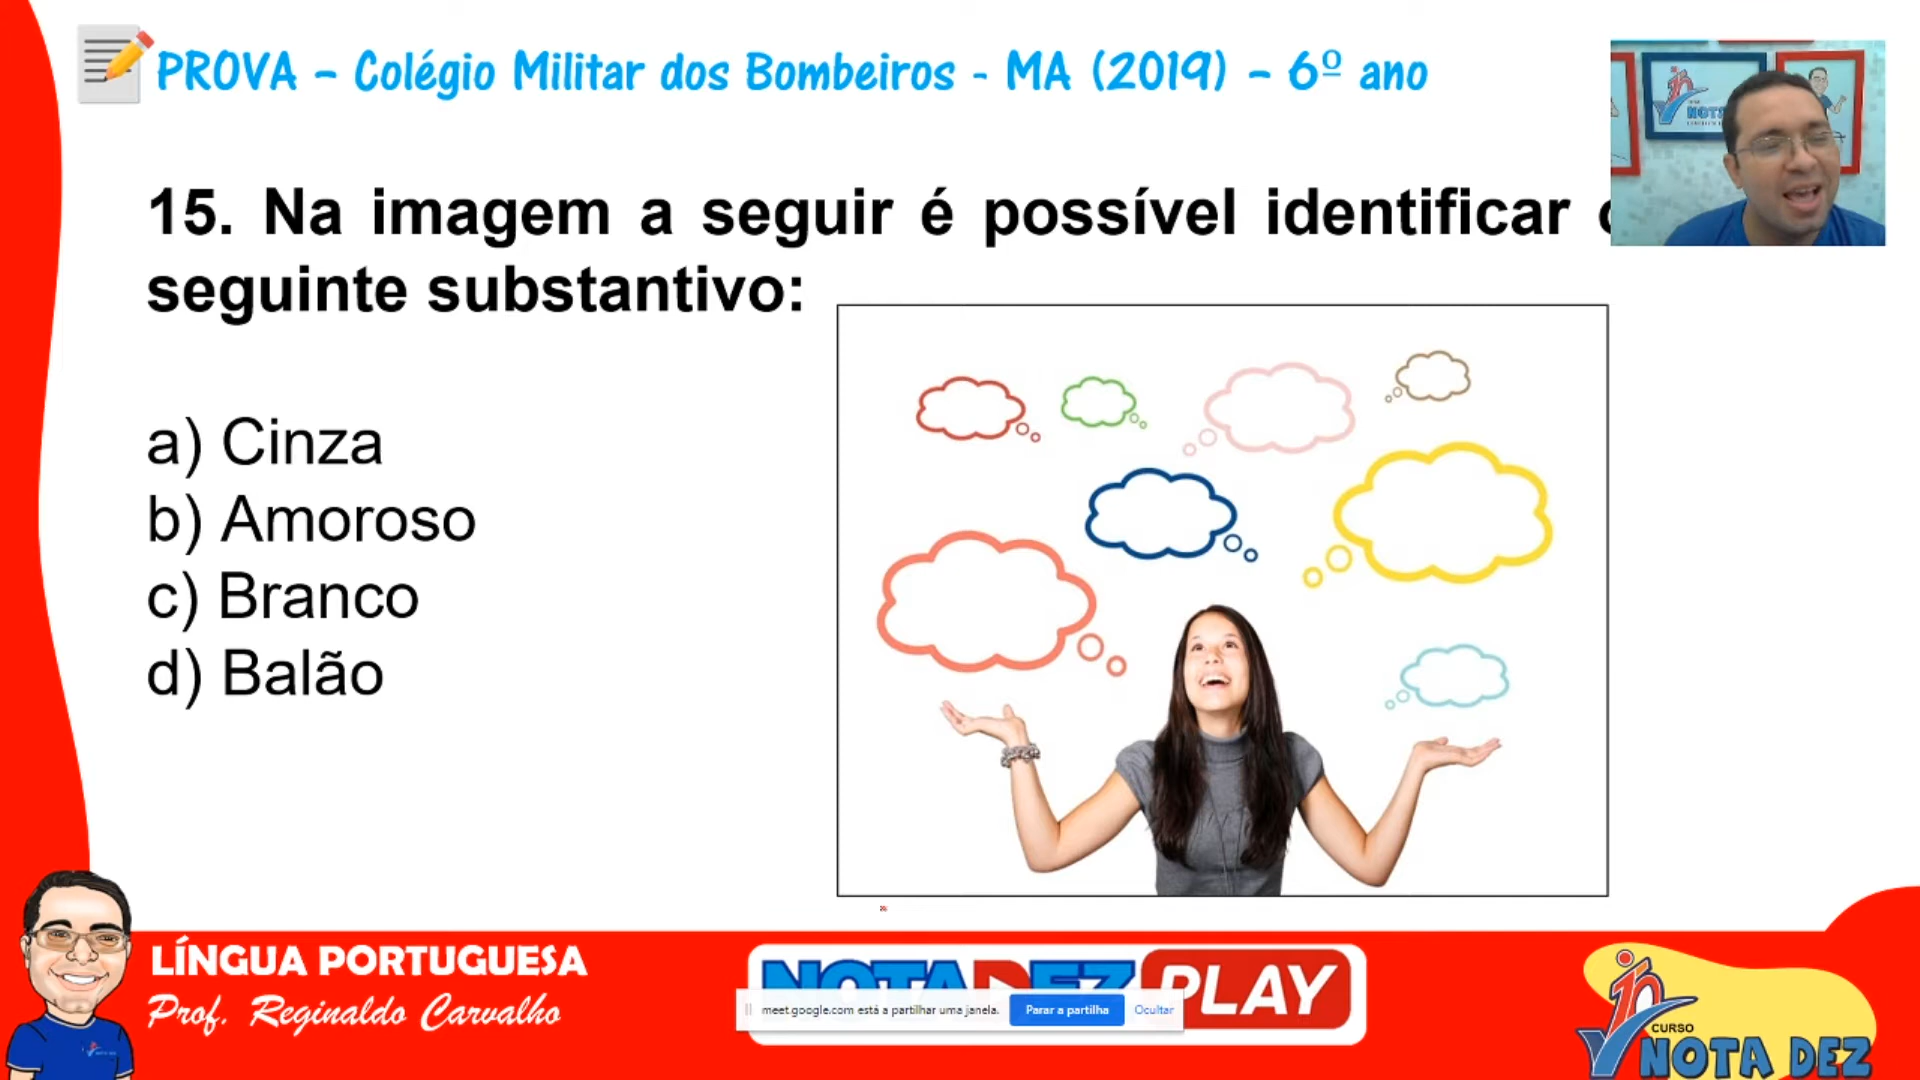 PROVA – Colégio Militar dos Bombeiros - MA (2019) – 6º ano
15. Na imagem a seguir é possível identificar
seguinte substantivo:
a) Cinza
b) Amoroso
c) Branco
d) Balão
LÍNGUA PORTUGUESA
Prof. Reginaldo Carvalho
NOTA DEZ PLAY
meet.google.com está a partilhar uma janela. Parar a partilha Ocultar
CURSO
NOTA DEZ